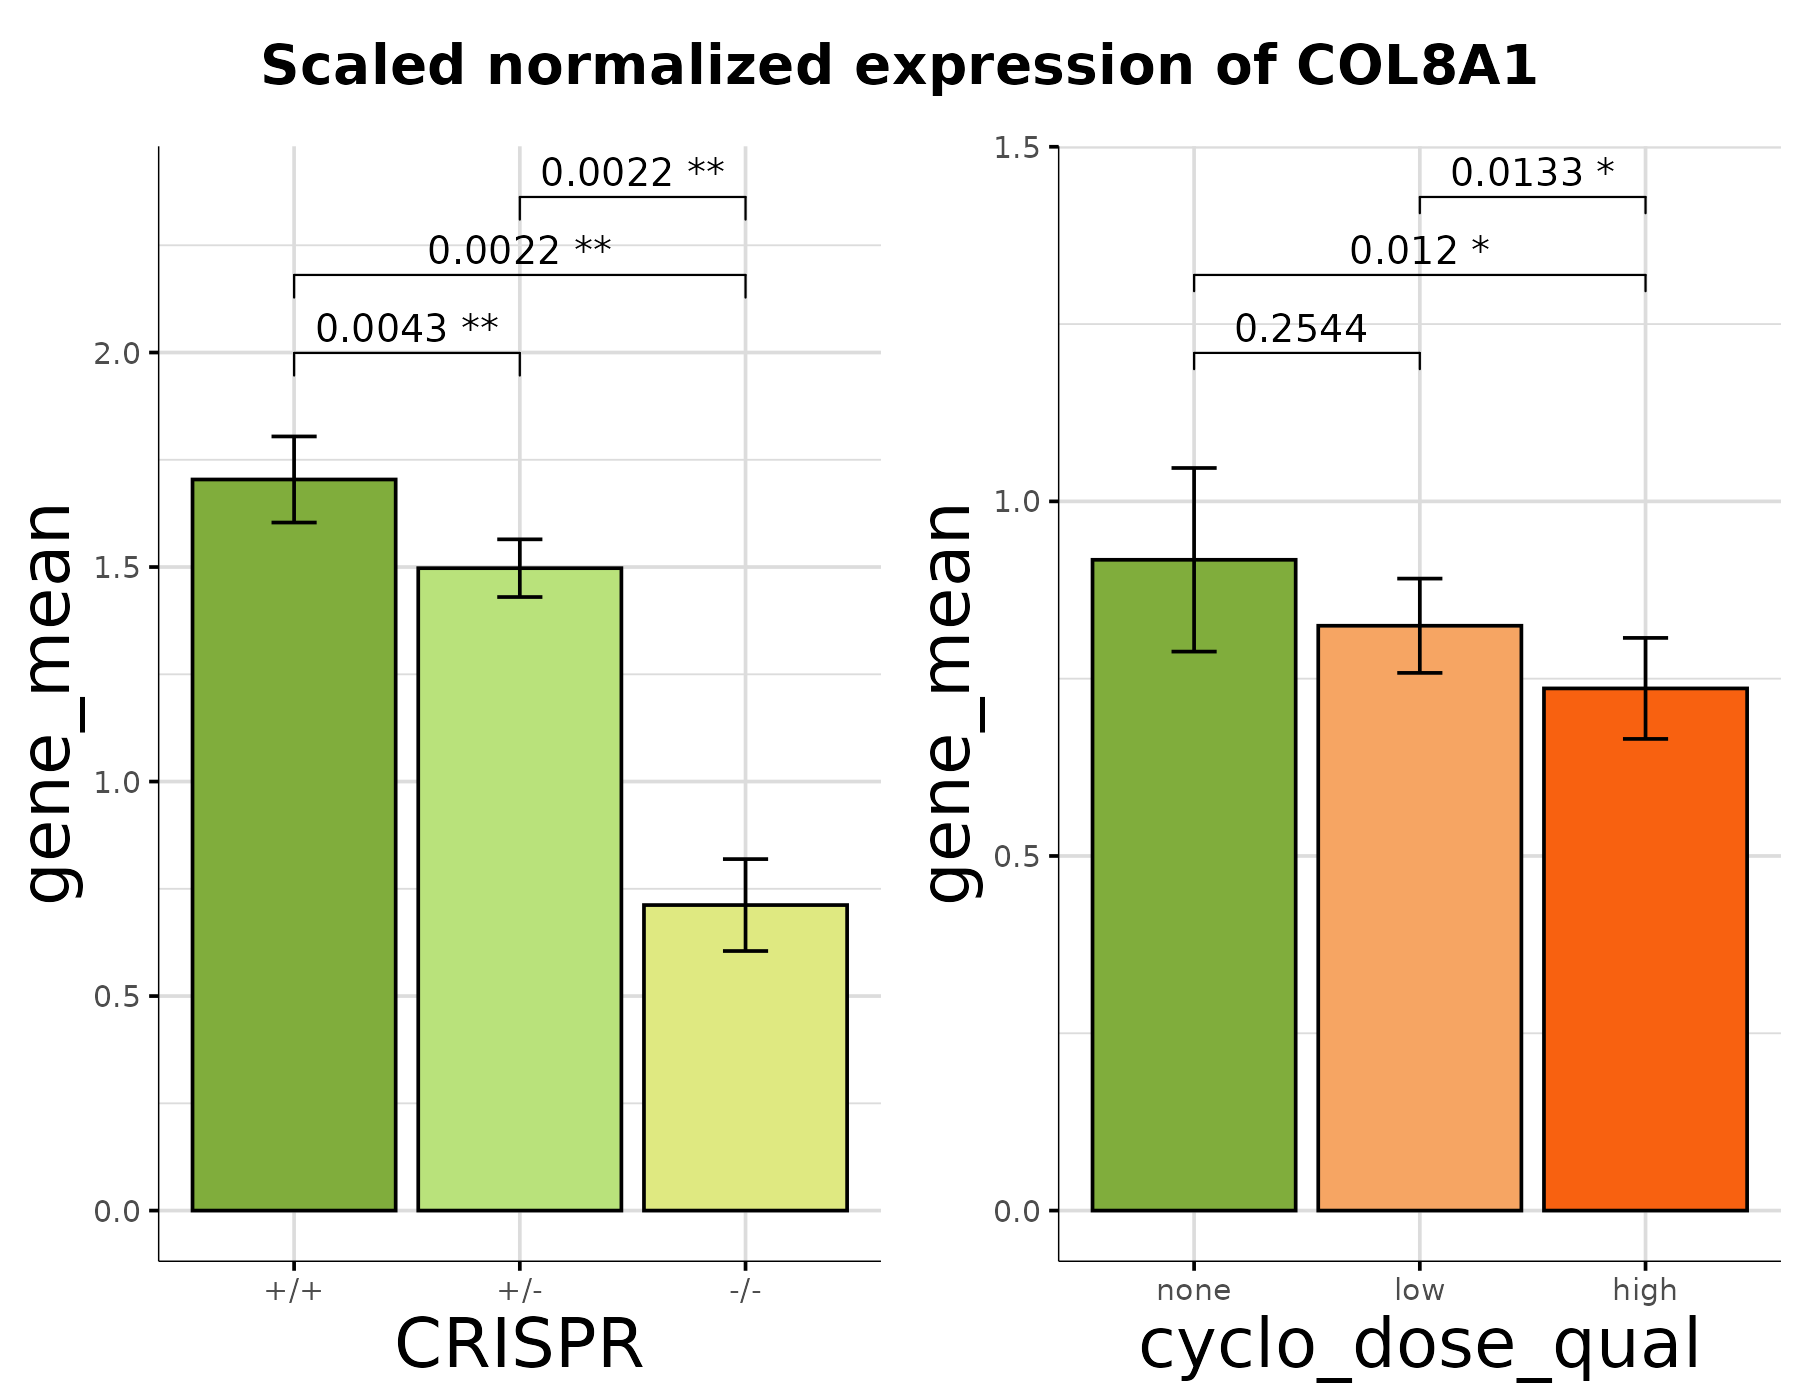 Scaled normalized expression of COL8A1
gene_mean
2.0
1.5
1.0
0.5
0.0
0.0022 **
0.0022 **
0.0043 **
+/+ +/- -/-
CRISPR
gene_mean
1.5
1.0
0.5
0.0
0.0133 *
0.012 *
0.2544
none low high
cyclo_dose_qual